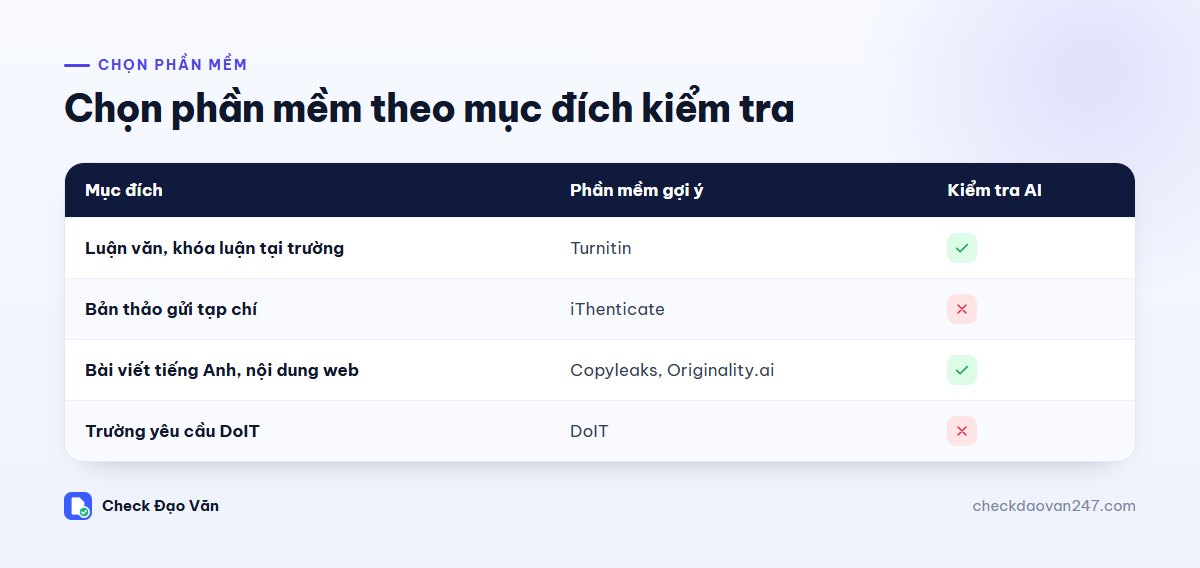 CHỌN PHẦN MỀM
Chọn phần mềm theo mục đích kiểm tra
Mục đích Phần mềm gợi ý Kiểm tra AI
Luận văn, khóa luận tại trường Turnitin
Bản thảo gửi tạp chí iThenticate
Bài viết tiếng Anh, nội dung web Copyleaks, Originality.ai
Trường yêu cầu DoIT DoIT
Check Đạo Văn checkdaovan247.com